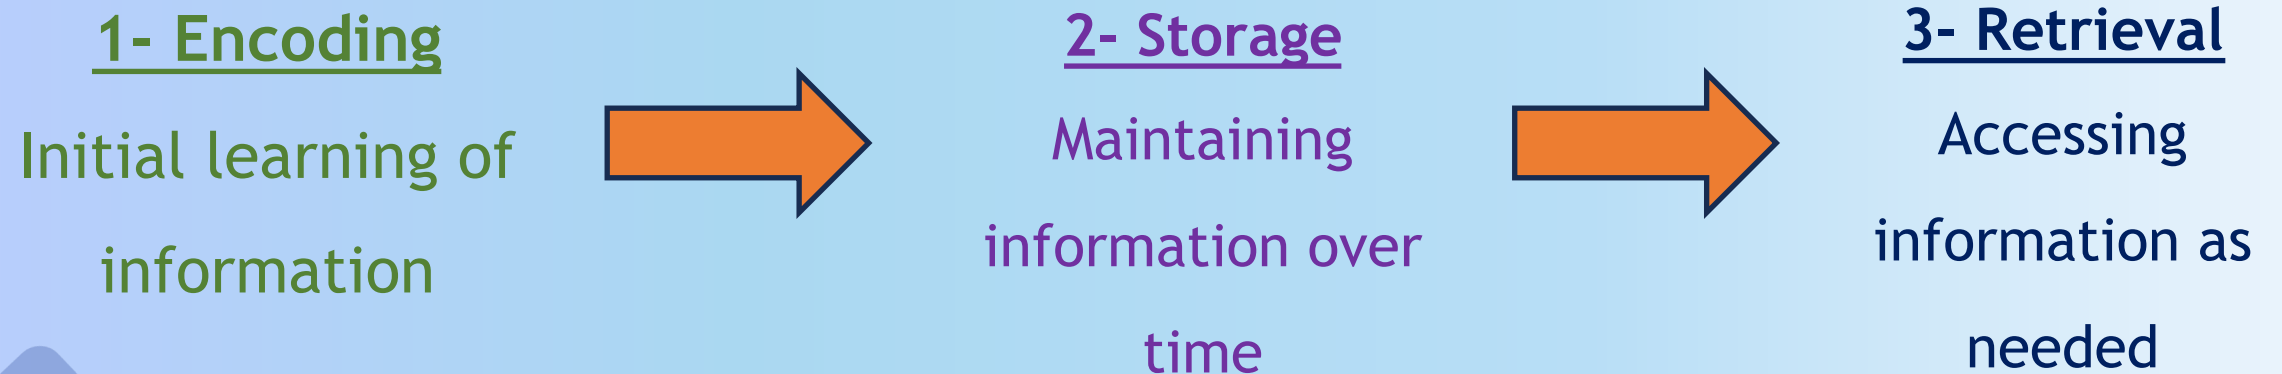 1- Encoding
Initial learning of
information
2- Storage
Maintaining
information over
time
3- Retrieval
Accessing
information as
needed